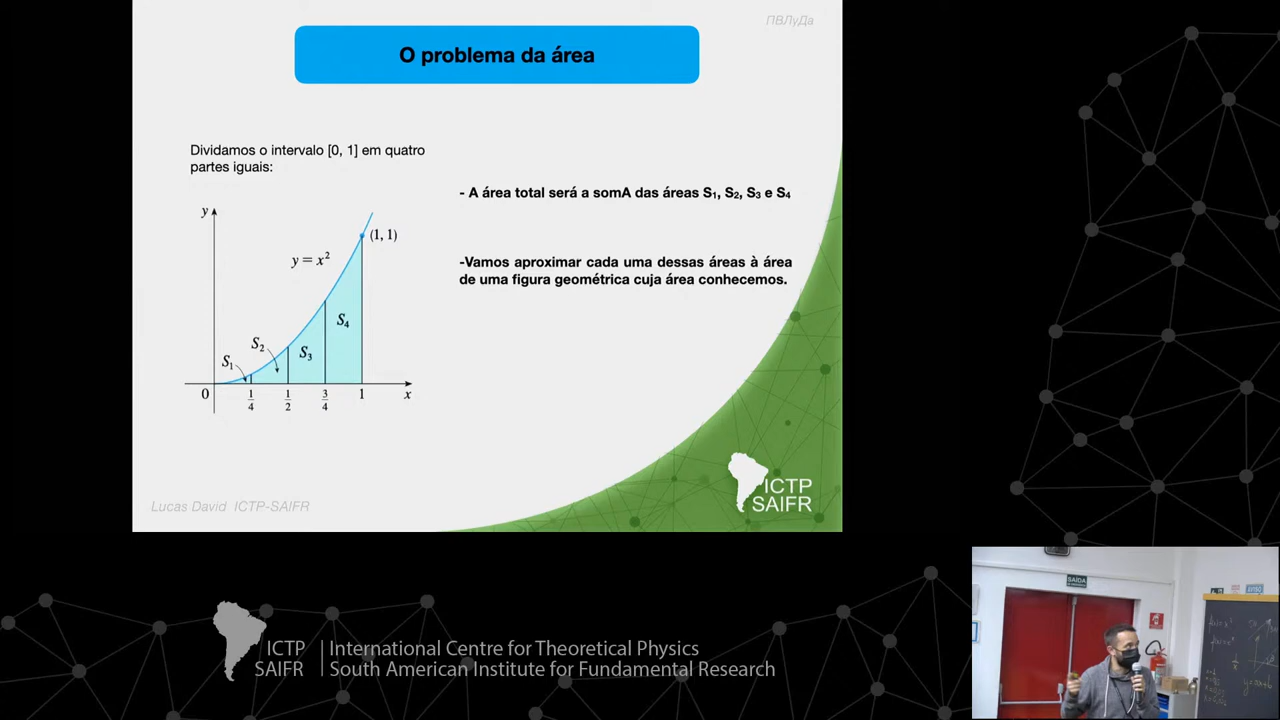 ПВЛуДа
O problema da área
Dividamos o intervalo [0, 1] em quatro
partes iguais:
- A área total será a somA das áreas S₁, S₂, S₃ e S₄
-Vamos aproximar cada uma dessas áreas à área
de uma figura geométrica cuja área conhecemos.
y
(1, 1)
y = x²
S₄
S₂
S₃
S₁
0
1/4
1/2
3/4
1
x
ICTP
SAIFR
Lucas David ICTP-SAIFR
SAÍDA
ICTP
SAIFR
International Centre for Theoretical Physics
South American Institute for Fundamental Research